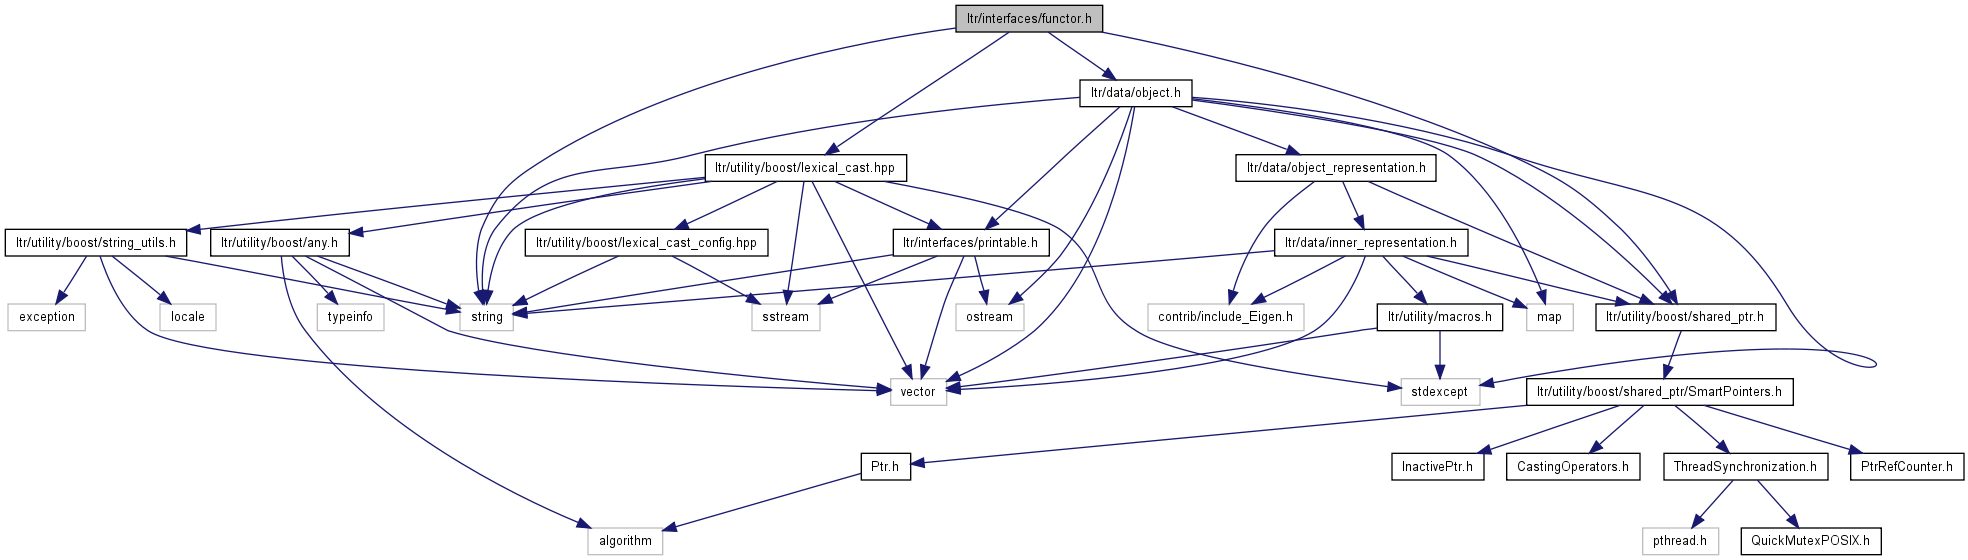 ltr/interfaces/functor.h
ltr/data/object.h
ltr/utility/boost/lexical_cast.hpp
ltr/data/object_representation.h
ltr/utility/boost/string_utils.h
ltr/utility/boost/any.h
ltr/utility/boost/lexical_cast_config.hpp
ltr/interfaces/printable.h
ltr/data/inner_representation.h
exception
locale
typeinfo
string
sstream
ostream
contrib/include_Eigen.h
ltr/utility/macros.h
map
ltr/utility/boost/shared_ptr.h
vector
stdexcept
ltr/utility/boost/shared_ptr/SmartPointers.h
Ptr.h
InactivePtr.h
CastingOperators.h
ThreadSynchronization.h
PtrRefCounter.h
algorithm
pthread.h
QuickMutexPOSIX.h